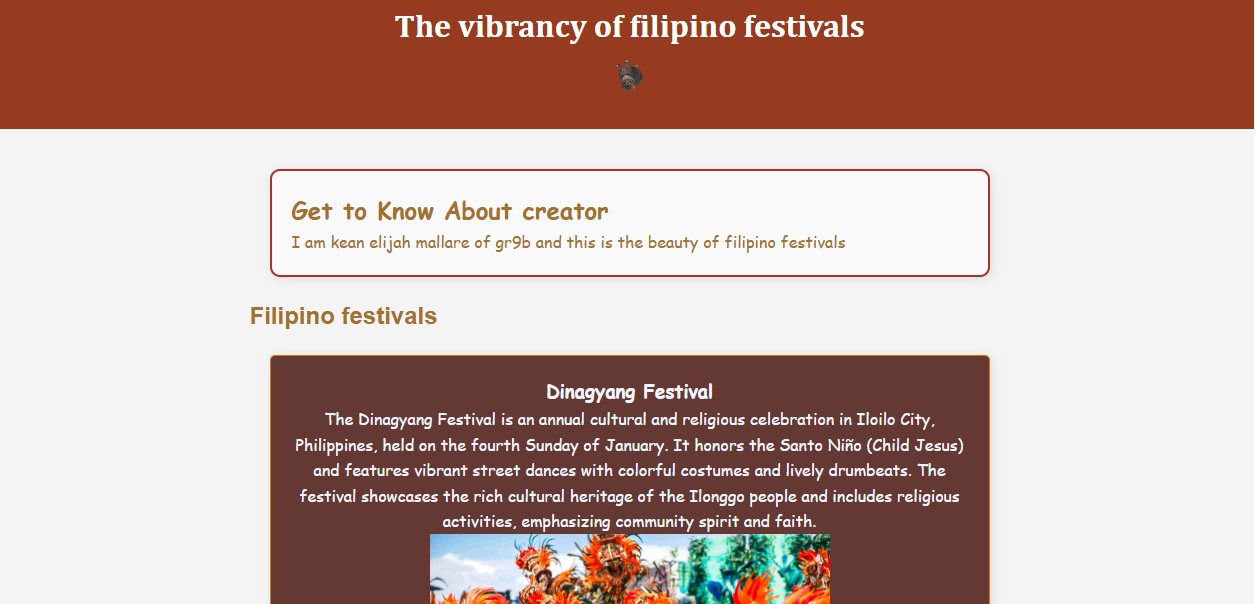 The vibrancy of filipino festivals
Get to Know About creator
I am kean elijah mallare of gr9b and this is the beauty of filipino festivals
Filipino festivals
Dinagyang Festival
The Dinagyang Festival is an annual cultural and religious celebration in Iloilo City,
Philippines, held on the fourth Sunday of January. It honors the Santo Niño (Child Jesus)
and features vibrant street dances with colorful costumes and lively drumbeats. The
festival showcases the rich cultural heritage of the Ilonggo people and includes religious
activities, emphasizing community spirit and faith.